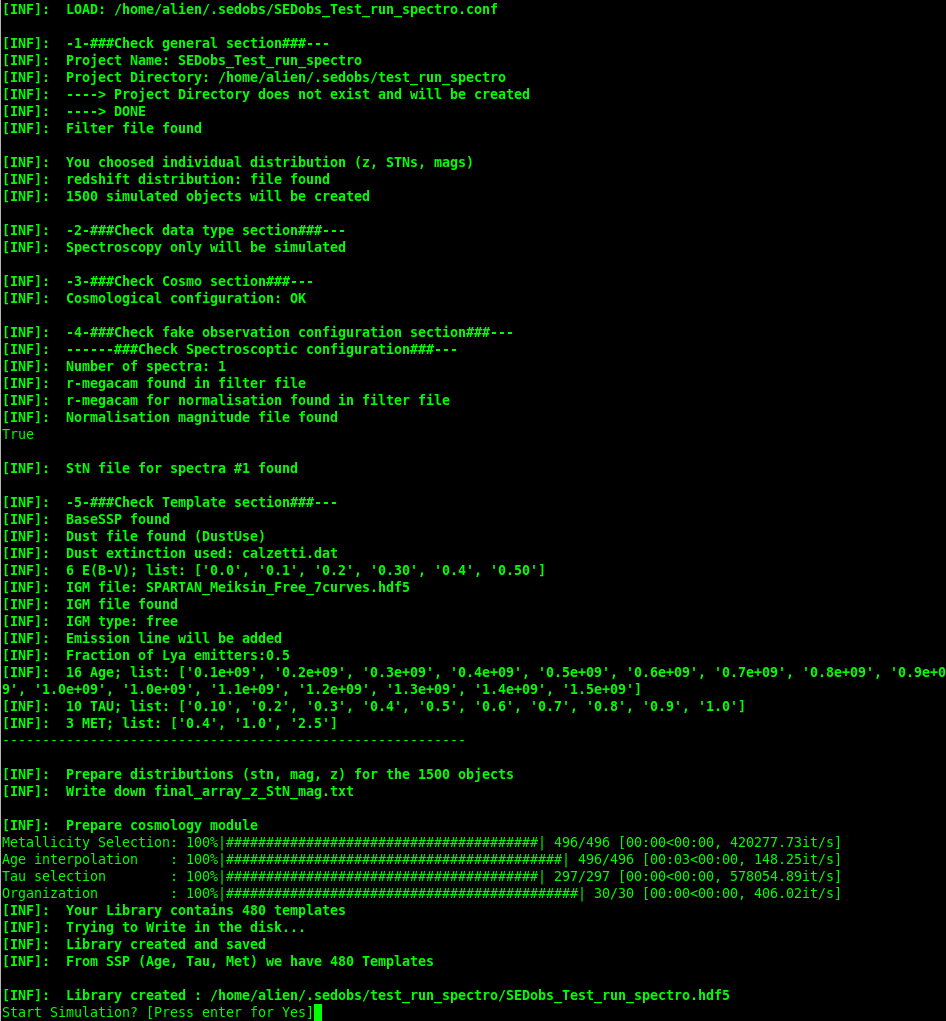 [INF]:  LOAD: /home/alien/.sedobs/SEDobs_Test_run_spectro.conf
[INF]:  -1-###Check general section###---
[INF]:  Project Name: SEDobs_Test_run_spectro
[INF]:  Project Directory: /home/alien/.sedobs/test_run_spectro
[INF]:  ----> Project Directory does not exist and will be created
[INF]:  ----> DONE
[INF]:  Filter file found
[INF]:  You choosed individual distribution (z, STNs, mags)
[INF]:  redshift distribution: file found
[INF]:  1500 simulated objects will be created
[INF]:  -2-###Check data type section###---
[INF]:  Spectroscopy only will be simulated
[INF]:  -3-###Check Cosmo section###---
[INF]:  Cosmological configuration: OK
[INF]:  -4-###Check fake observation configuration section###---
[INF]:  ------###Check Spectroscoptic configuration###---
[INF]:  Number of spectra: 1
[INF]:  r-megacam found in filter file
[INF]:  r-megacam for normalisation found in filter file
[INF]:  Normalisation magnitude file found
True
[INF]:  StN file for spectra #1 found
[INF]:  -5-###Check Template section###---
[INF]:  BaseSSP found
[INF]:  Dust file found (DustUse)
[INF]:  Dust extinction used: calzetti.dat
[INF]:  6 E(B-V); list: ['0.0', '0.1', '0.2', '0.30', '0.4', '0.50']
[INF]:  IGM file: SPARTAN_Meiksin_Free_7curves.hdf5
[INF]:  IGM file found
[INF]:  IGM type: free
[INF]:  Emission line will be added
[INF]:  Fraction of Lya emitters:0.5
[INF]:  16 Age; list: ['0.1e+09', '0.2e+09', '0.3e+09', '0.4e+09', '0.5e+09', '0.6e+09', '0.7e+09', '0.8e+09', '0.9e+0
9', '1.0e+09', '1.0e+09', '1.1e+09', '1.2e+09', '1.3e+09', '1.4e+09', '1.5e+09']
[INF]:  10 TAU; list: ['0.10', '0.2', '0.3', '0.4', '0.5', '0.6', '0.7', '0.8', '0.9', '1.0']
[INF]:  3 MET; list: ['0.4', '1.0', '2.5']
----------------------------------------------------------
[INF]:  Prepare distributions (stn, mag, z) for the 1500 objects
[INF]:  Write down final_array_z_StN_mag.txt
[INF]:  Prepare cosmology module
Metallicity Selection: 100%|#######################################| 496/496 [00:00<00:00, 420277.73it/s]
Age interpolation    : 100%|##########################################| 496/496 [00:03<00:00, 148.25it/s]
Tau selection        : 100%|#######################################| 297/297 [00:00<00:00, 578054.89it/s]
Organization         : 100%|############################################| 30/30 [00:00<00:00, 406.02it/s]
[INF]:  Your Library contains 480 templates
[INF]:  Trying to Write in the disk...
[INF]:  Library created and saved
[INF]:  From SSP (Age, Tau, Met) we have 480 Templates
[INF]:  Library created : /home/alien/.sedobs/test_run_spectro/SEDobs_Test_run_spectro.hdf5
Start Simulation? [Press enter for Yes]